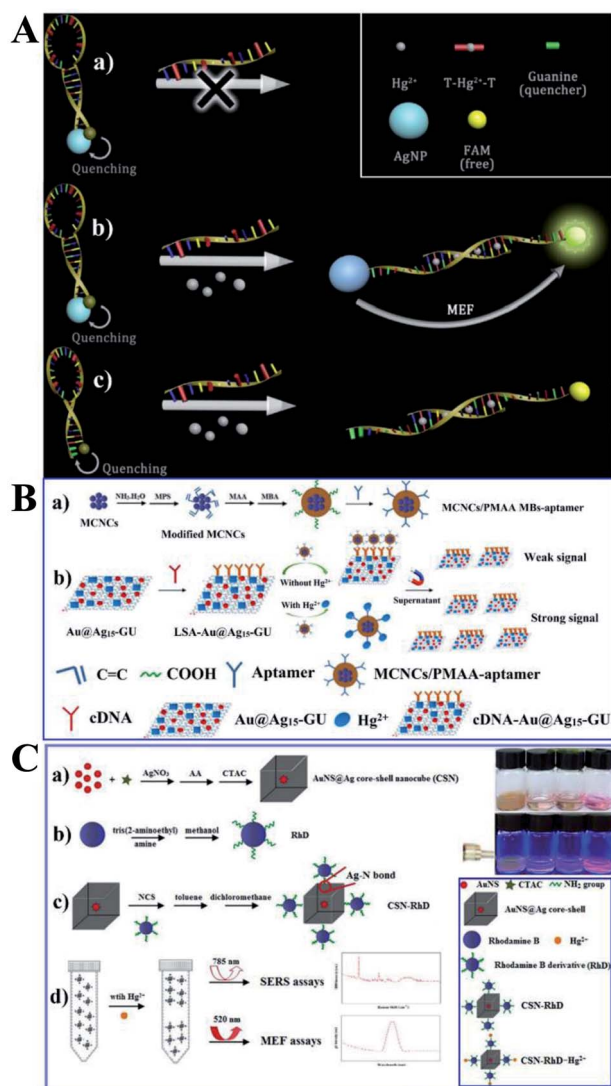 A
a)
Quenching
Hg²⁺
T-Hg²⁺-T
Guanine
(quencher)
AgNP
FAM
(free)
b)
Quenching
MEF
c)
Quenching
B
a)
NH₃.H₂O
MPS
MAA
MBA
MCNCs
Modified MCNCs
MCNCs/PMAA MBs-aptamer
b)
Without Hg²⁺
With Hg²⁺
Supernatant
Weak signal
Strong signal
Au@Ag₁₅-GU
LSA-Au@Ag₁₅-GU
C=C
COOH
Aptamer
MCNCs/PMAA-aptamer
cDNA
Au@Ag₁₅-GU
Hg²⁺
cDNA-Au@Ag₁₅-GU
C
a)
+
AgNO₃
AA
CTAC
AuNS@Ag core-shell nanocube (CSN)
b)
tris(2-aminoethyl)
amine
methanol
RhD
c)
NCS
toluene
dichloromethane
Ag-N bond
CSN-RhD
d)
wtih Hg²⁺
785 nm
SERS assays
520 nm
MEF assays
AuNS
CTAC
NH₂ group
AuNS@Ag core-shell
Rhodamine B
Hg²⁺
Rhodamine B derivative (RhD)
CSN-RhD
CSN-RhD-Hg²⁺